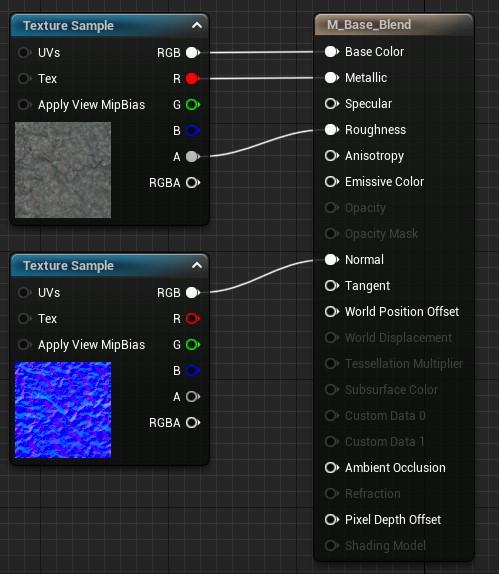 Texture Sample
UVs RGB
Tex R
Apply View MipBias G
B
A
RGBA
Texture Sample
UVs RGB
Tex R
Apply View MipBias G
B
A
RGBA
M_Base_Blend
Base Color
Metallic
Specular
Roughness
Anisotropy
Emissive Color
Opacity
Opacity Mask
Normal
Tangent
World Position Offset
World Displacement
Tessellation Multiplier
Subsurface Color
Custom Data 0
Custom Data 1
Ambient Occlusion
Refraction
Pixel Depth Offset
Shading Model